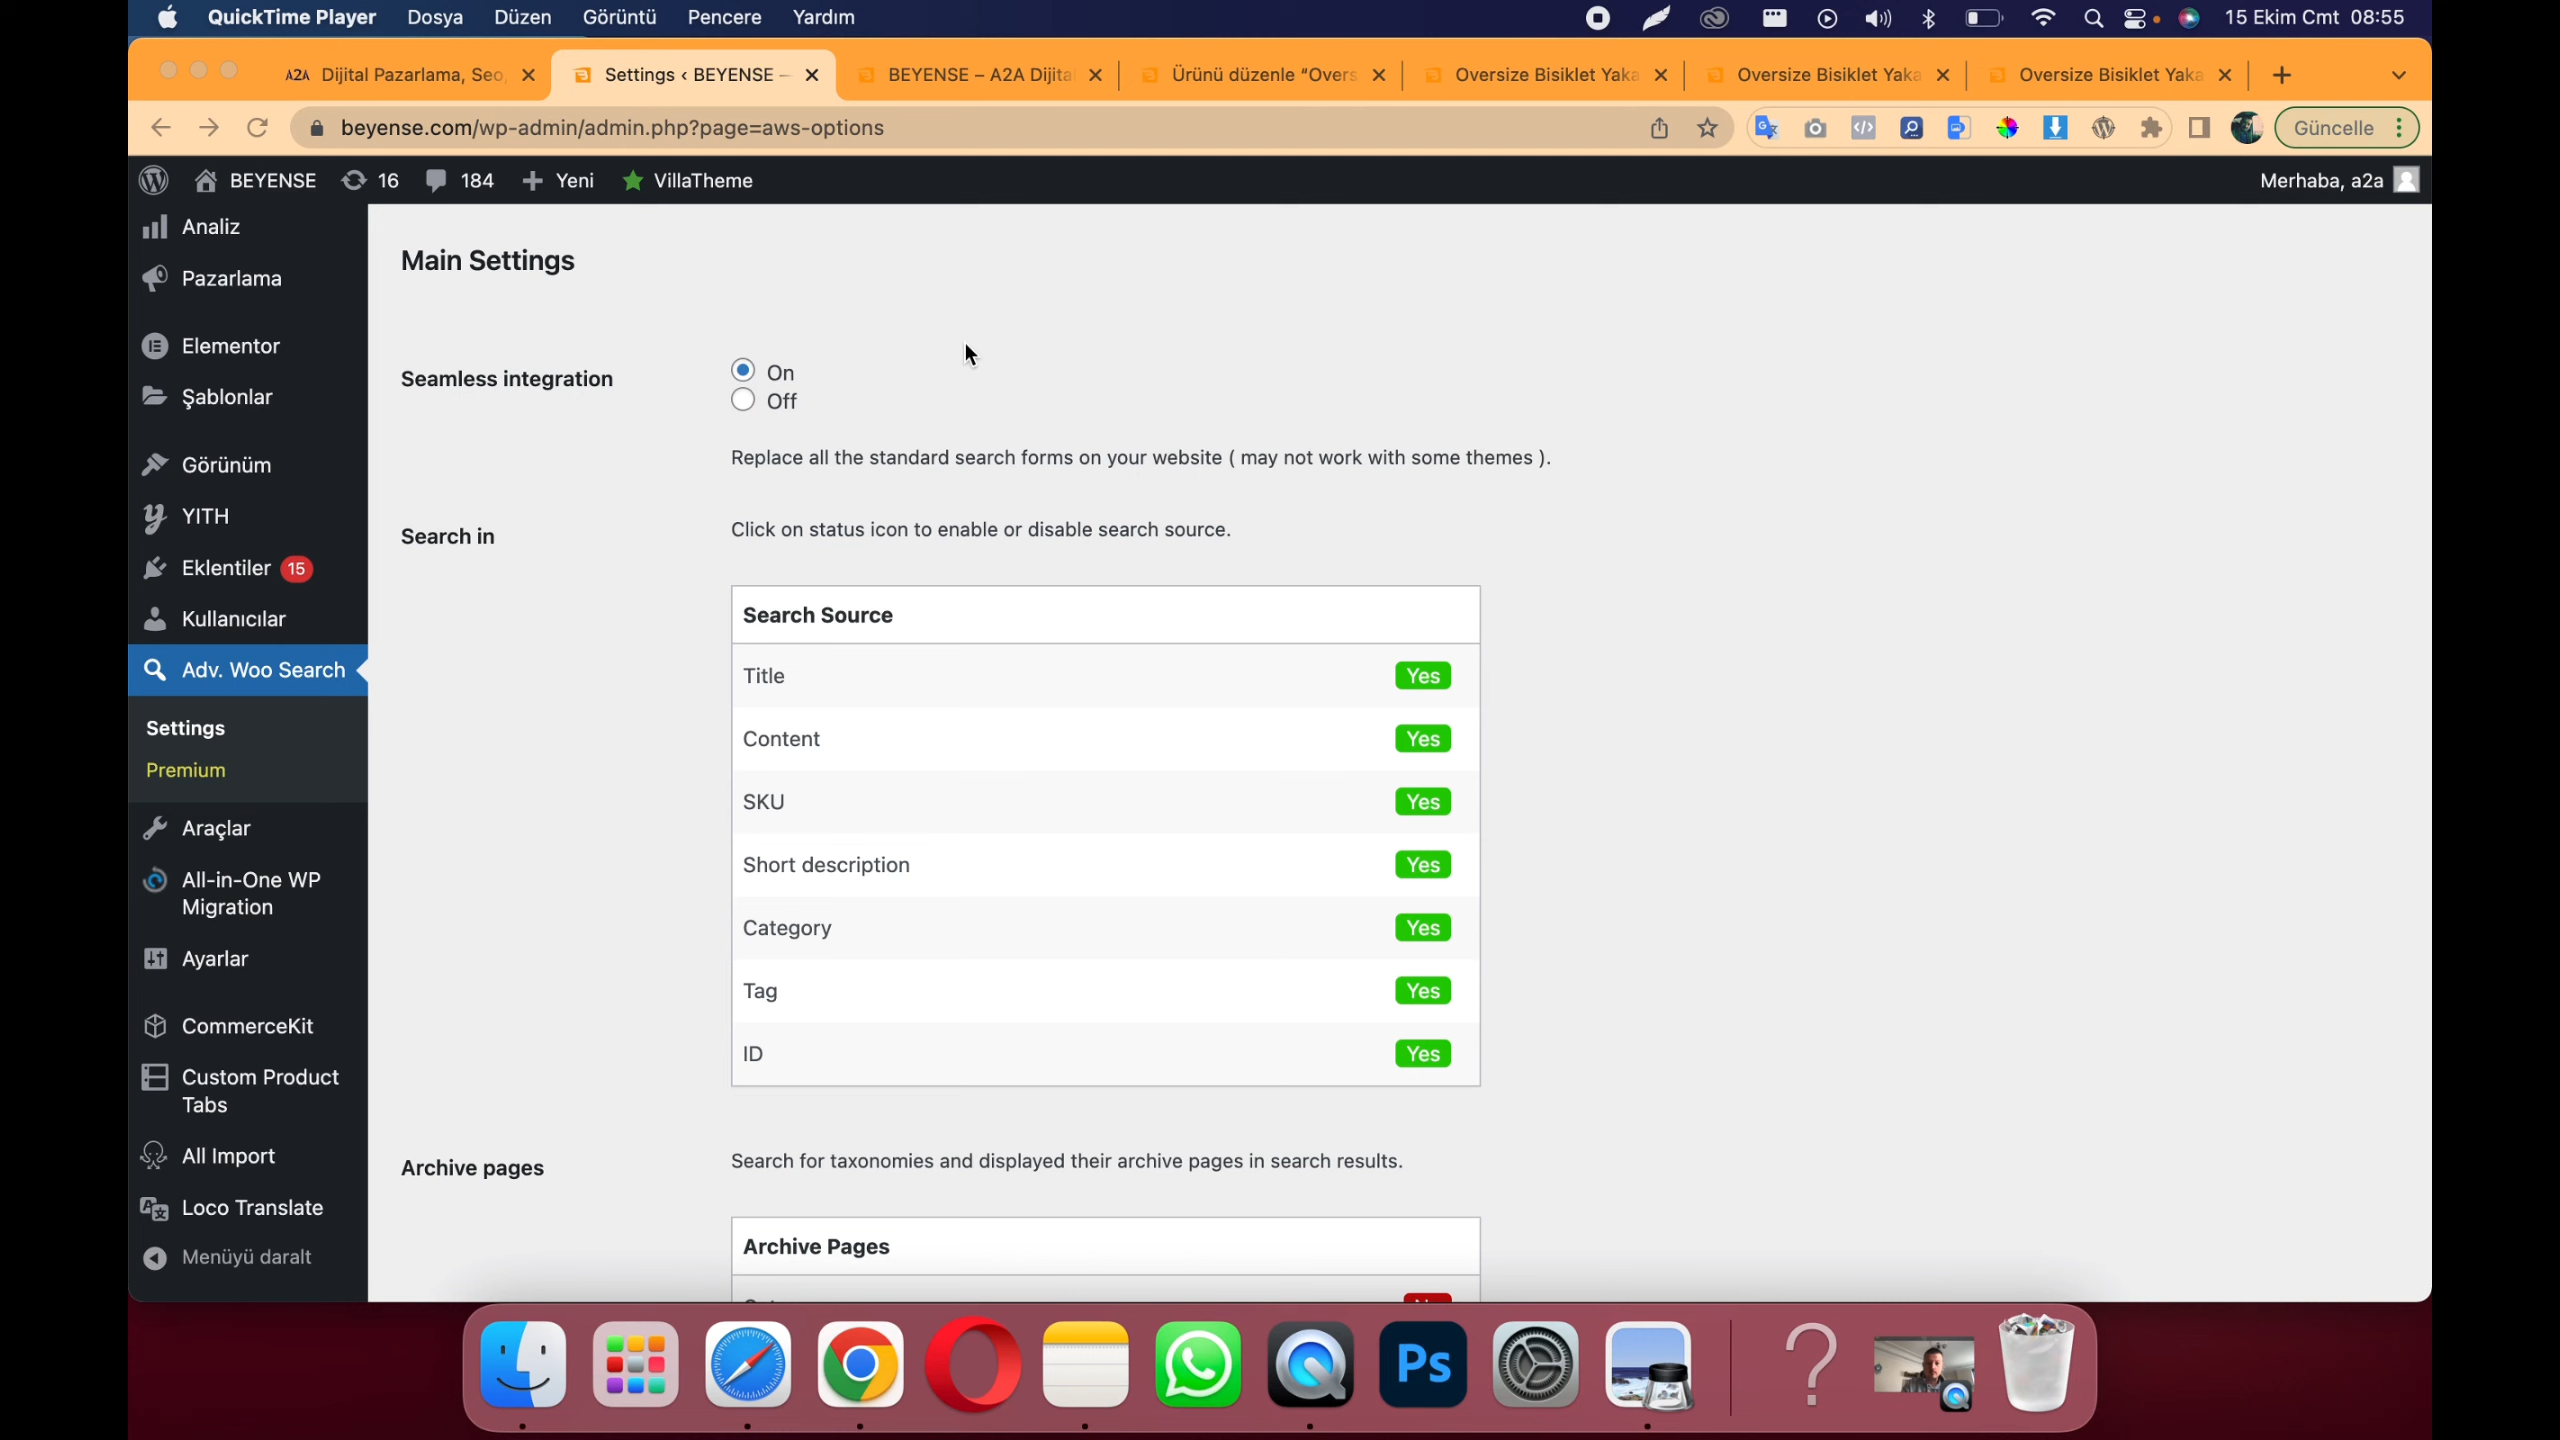 QuickTime Player Dosya Düzen Görüntü Pencere Yardım 15 Ekim Cmt 08:55
A2A Dijital Pazarlama, Seo,
Settings ‹ BEYENSE –
BEYENSE – A2A Dijita
Ürünü düzenle “Overs
Oversize Bisiklet Yaka
Oversize Bisiklet Yaka
Oversize Bisiklet Yaka
beyense.com/wp-admin/admin.php?page=aws-options Güncelle
BEYENSE 16 184 Yeni VillaTheme Merhaba, a2a
Analiz
Pazarlama
Elementor
Şablonlar
Görünüm
YITH
Eklentiler 15
Kullanıcılar
Adv. Woo Search
Settings
Premium
Araçlar
All-in-One WP
Migration
Ayarlar
CommerceKit
Custom Product
Tabs
All Import
Loco Translate
Menüyü daralt
Main Settings
Seamless integration
On
Off
Replace all the standard search forms on your website ( may not work with some themes ).
Search in
Click on status icon to enable or disable search source.
Search Source
Title Yes
Content Yes
SKU Yes
Short description Yes
Category Yes
Tag Yes
ID Yes
Archive pages
Search for taxonomies and displayed their archive pages in search results.
Archive Pages
Ps